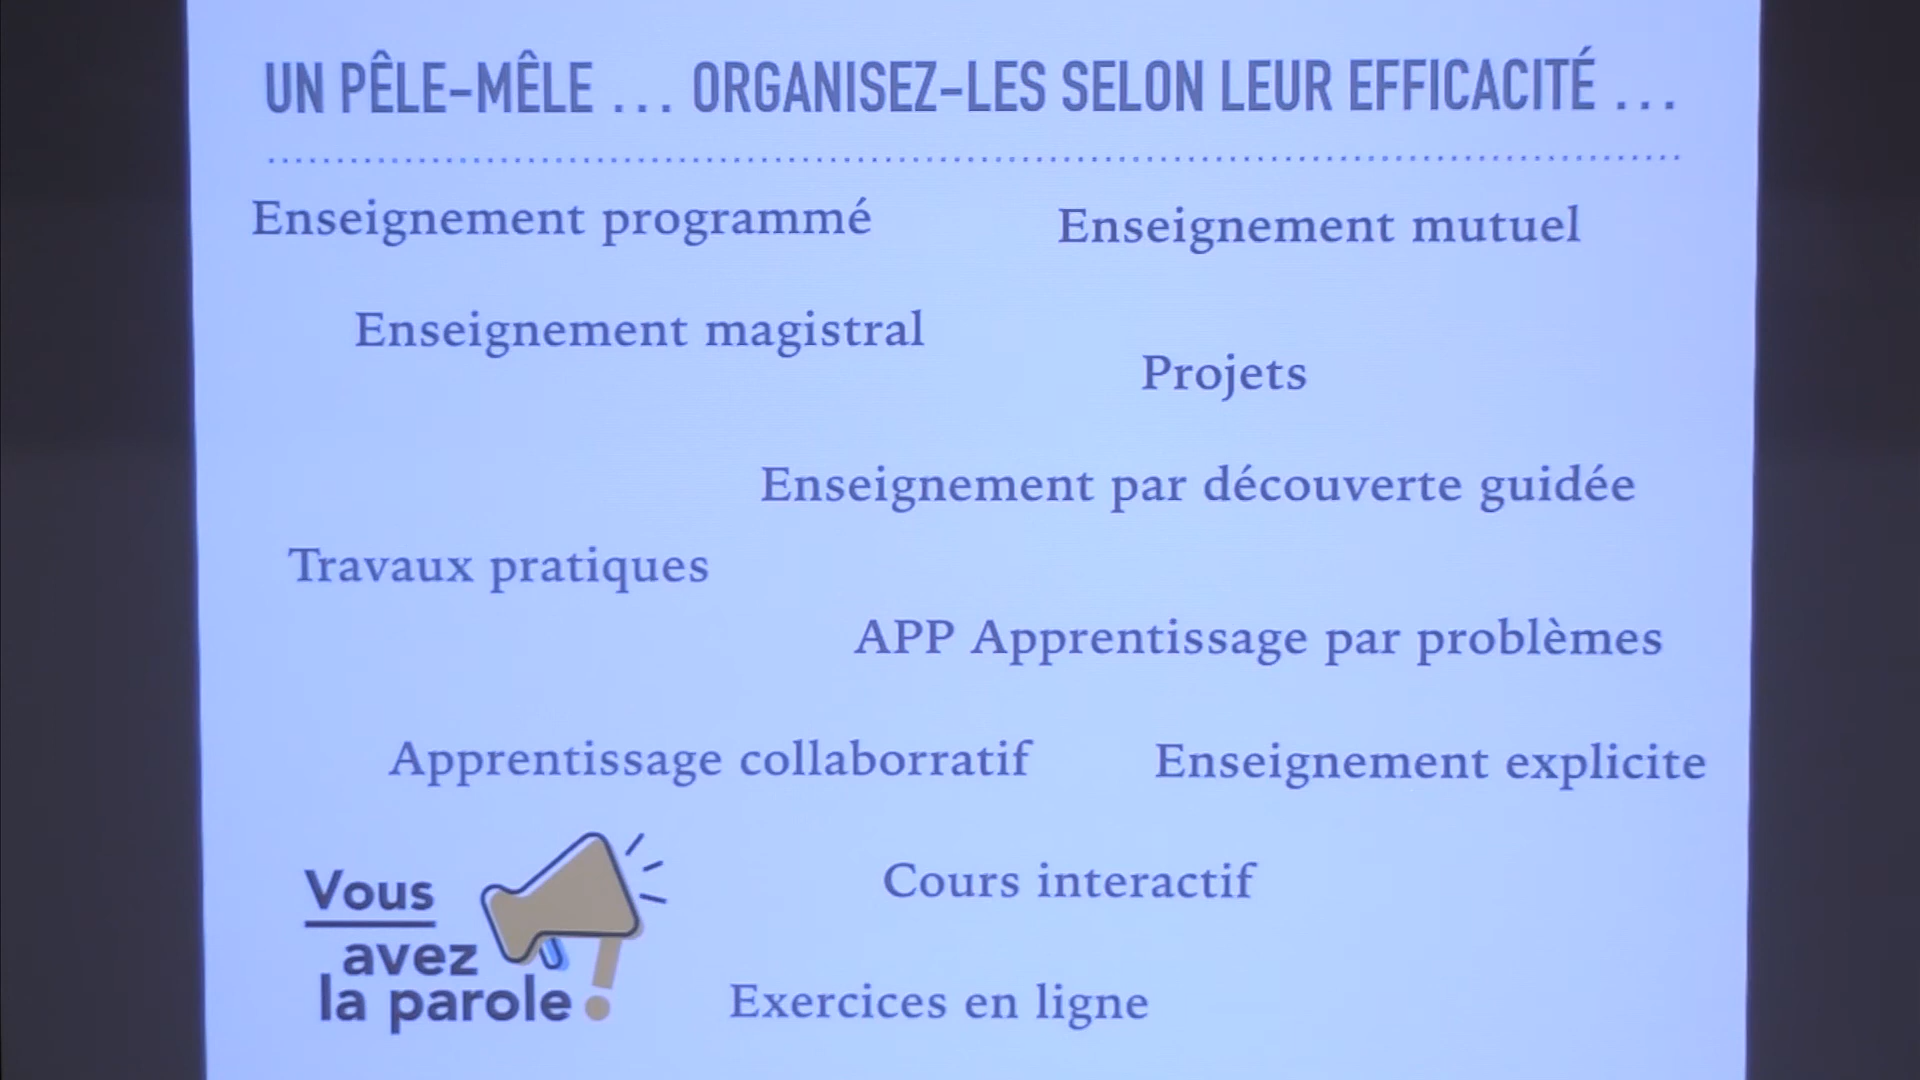 UN PÊLE-MÊLE ... ORGANISEZ-LES SELON LEUR EFFICACITÉ ...
Enseignement programmé
Enseignement mutuel
Enseignement magistral
Projets
Enseignement par découverte guidée
Travaux pratiques
APP Apprentissage par problèmes
Apprentissage collaborratif
Enseignement explicite
Cours interactif
Vous
avez
la parole!
Exercices en ligne